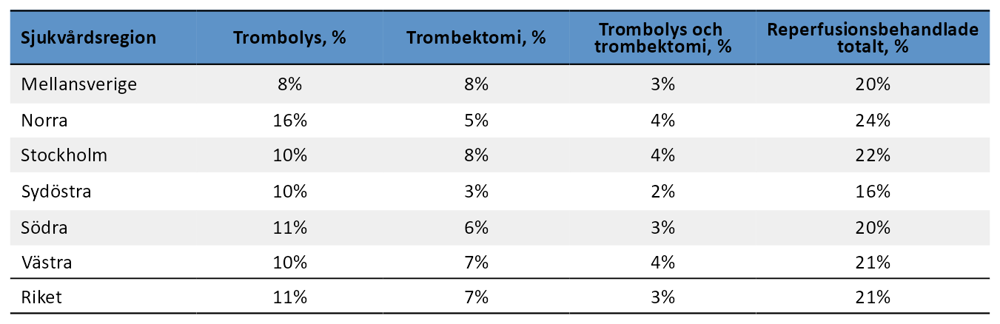 Sjukvårdsregion Trombolys, % Trombektomi, % Trombolys och trombektomi, % Reperfusionsbehandlade totalt, %
Mellansverige 8% 8% 3% 20%
Norra 16% 5% 4% 24%
Stockholm 10% 8% 4% 22%
Sydöstra 10% 3% 2% 16%
Södra 11% 6% 3% 20%
Västra 10% 7% 4% 21%
Riket 11% 7% 3% 21%